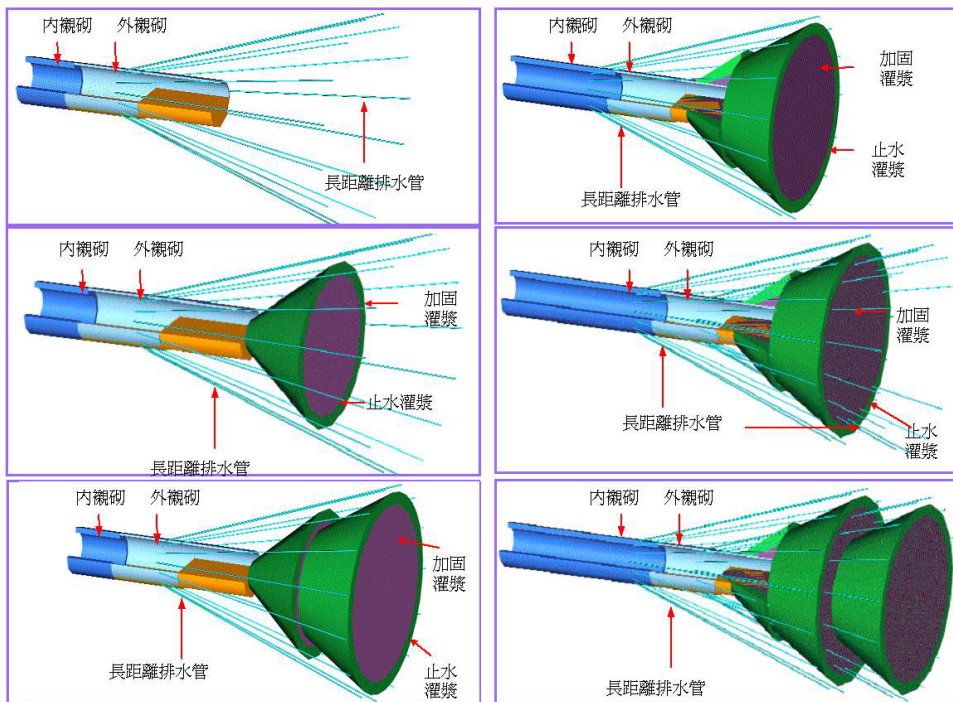 內襯砌
外襯砌
長距離排水管
內襯砌
外襯砌
加固
灌漿
止水
灌漿
長距離排水管
內襯砌
外襯砌
加固
灌漿
止水灌漿
長距離排水管
內襯砌
外襯砌
加固
灌漿
長距離排水管
止水
灌漿
內襯砌
外襯砌
加固
灌漿
長距離排水管
止水
灌漿
內襯砌
外襯砌
長距離排水管